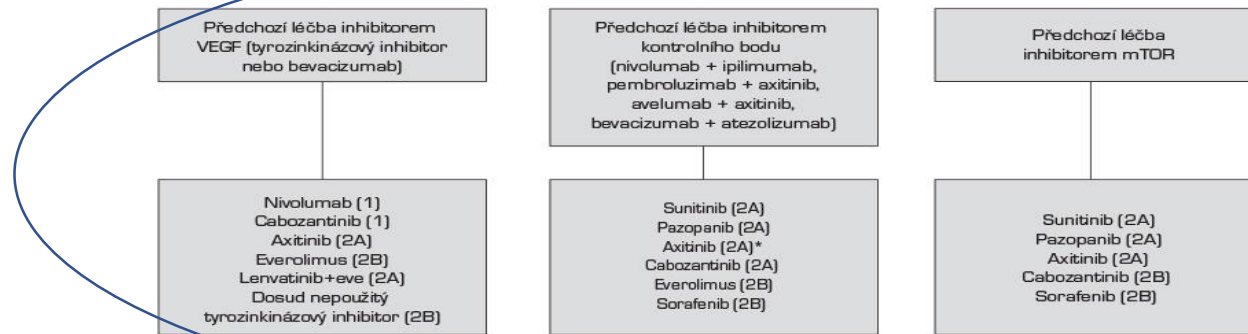 Předchozí léčba inhibitorem
VEGF (tyrozinkinázový inhibitor
nebo bevacizumab)
Nivolumab (1)
Cabozantinib (1)
Axitinib (2A)
Everolimus (2B)
Lenvatinib+eve (2A)
Dosud nepoužitý
tyrozinkinázový inhibitor (2B)
Předchozí léčba inhibitorem
kontrolního bodu
(nivolumab + ipilimumab,
pembroluzimab + axitinib,
avelumab + axitinib,
bevacizumab + atezolizumab)
Sunitinib (2A)
Pazopanib (2A)
Axitinib (2A)*
Cabozantinib (2A)
Everolimus (2B)
Sorafenib (2B)
Předchozí léčba
inhibitorem mTOR
Sunitinib (2A)
Pazopanib (2A)
Axitinib (2A)
Cabozantinib (2B)
Sorafenib (2B)